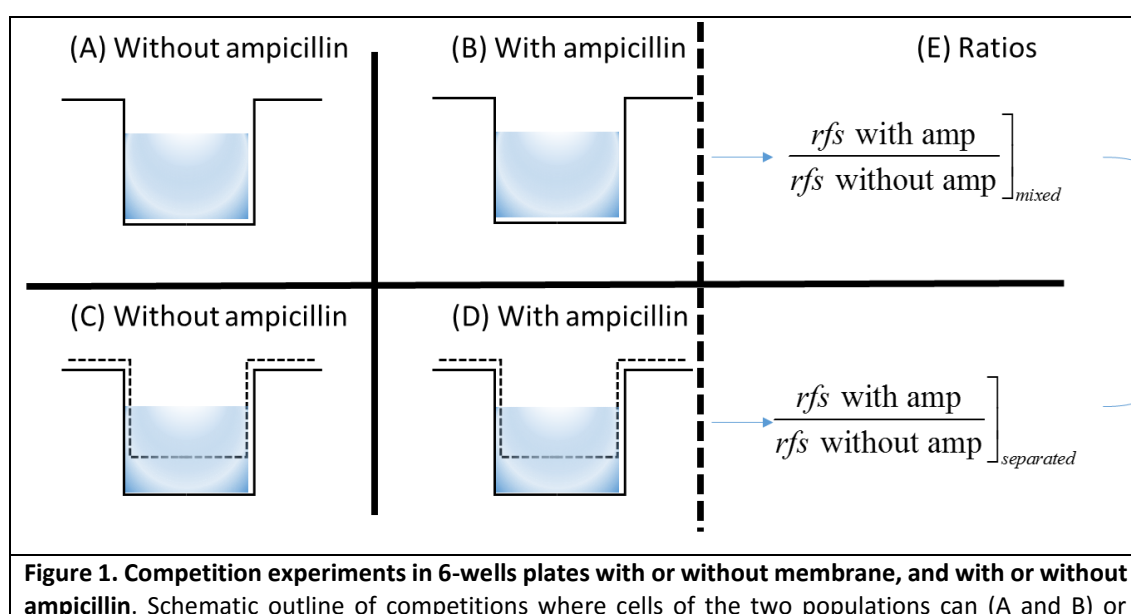 (A) Without ampicillin
(B) With ampicillin
(E) Ratios
rfs with amp
rfs without amp
mixed
(C) Without ampicillin
(D) With ampicillin
rfs with amp
rfs without amp
separated
Figure 1. Competition experiments in 6-wells plates with or without membrane, and with or without
ampicillin. Schematic outline of competitions where cells of the two populations can (A and B) or